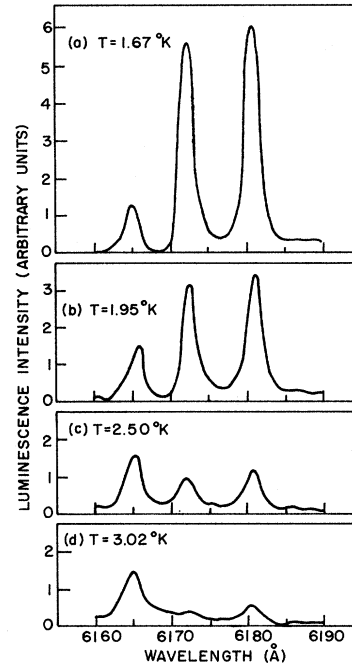 LUMINESCENCE INTENSITY (ARBITRARY UNITS)
(a) T = 1.67 °K
6
5
4
3
2
1
0
(b) T = 1.95 °K
3
2
1
0
(c) T = 2.50 °K
2
1
0
(d) T = 3.02 °K
2
1
0
6160 6170 6180 6190
WAVELENGTH (Å)